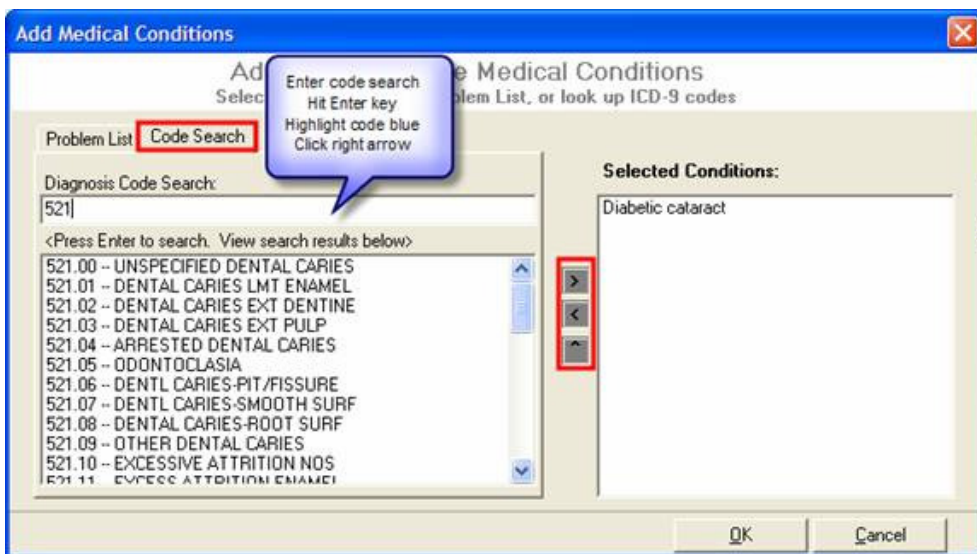 Add Medical Conditions
Ad e Medical Conditions
Selec blem List, or look up ICD-9 codes
Enter code search
Hit Enter key
Highlight code blue
Click right arrow
Problem List
Code Search
Diagnosis Code Search:
521
<Press Enter to search. View search results below>
521.00 -- UNSPECIFIED DENTAL CARIES
521.01 -- DENTAL CARIES LMT ENAMEL
521.02 -- DENTAL CARIES EXT DENTINE
521.03 -- DENTAL CARIES EXT PULP
521.04 -- ARRESTED DENTAL CARIES
521.05 -- ODONTOCLASIA
521.06 -- DENTL CARIES-PIT/FISSURE
521.07 -- DENTL CARIES-SMOOTH SURF
521.08 -- DENTAL CARIES-ROOT SURF
521.09 -- OTHER DENTAL CARIES
521.10 -- EXCESSIVE ATTRITION NOS
521.11 -- EXCESS ATTRITION ENAMEL
Selected Conditions:
Diabetic cataract
>
<
^
OK
Cancel